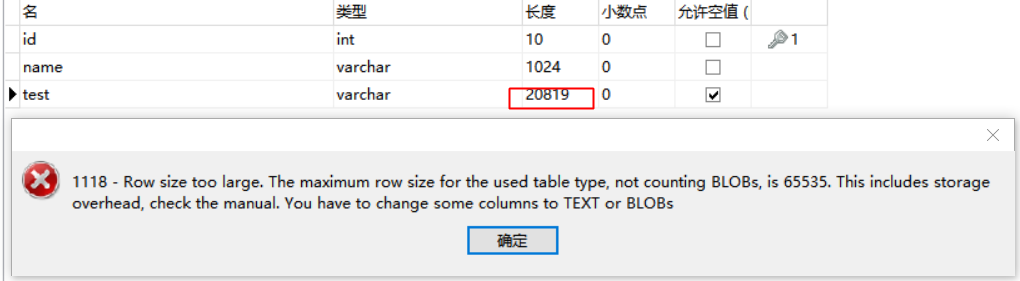 名 类型 长度 小数点 允许空值 (
id int 10 0 1
name varchar 1024 0
test varchar 20819 0
1118 - Row size too large. The maximum row size for the used table type, not counting BLOBs, is 65535. This includes storage
overhead, check the manual. You have to change some columns to TEXT or BLOBs
确定